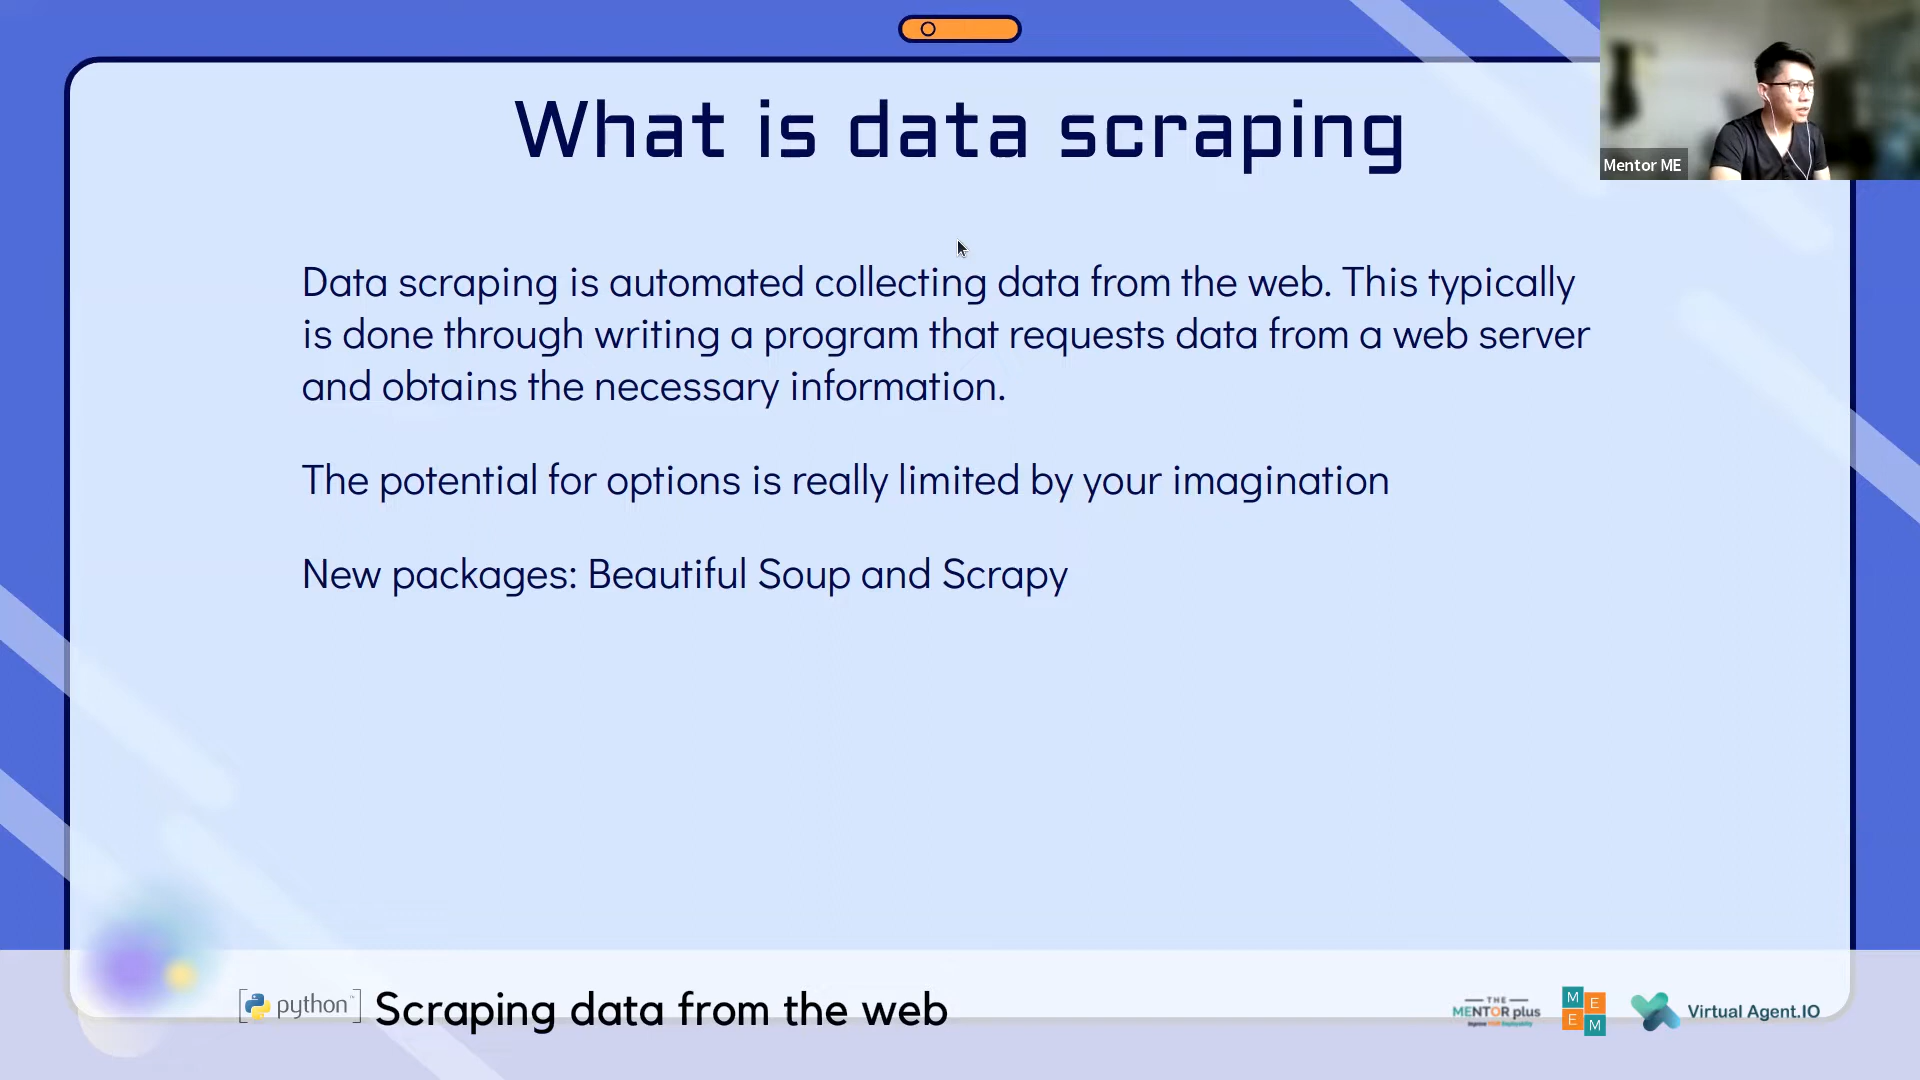 What is data scraping
Mentor ME
Data scraping is automated collecting data from the web. This typically
is done through writing a program that requests data from a web server
and obtains the necessary information.
The potential for options is really limited by your imagination
New packages: Beautiful Soup and Scrapy
python
Scraping data from the web
THE
MENTOR plus
M E
E M
Virtual Agent.IO